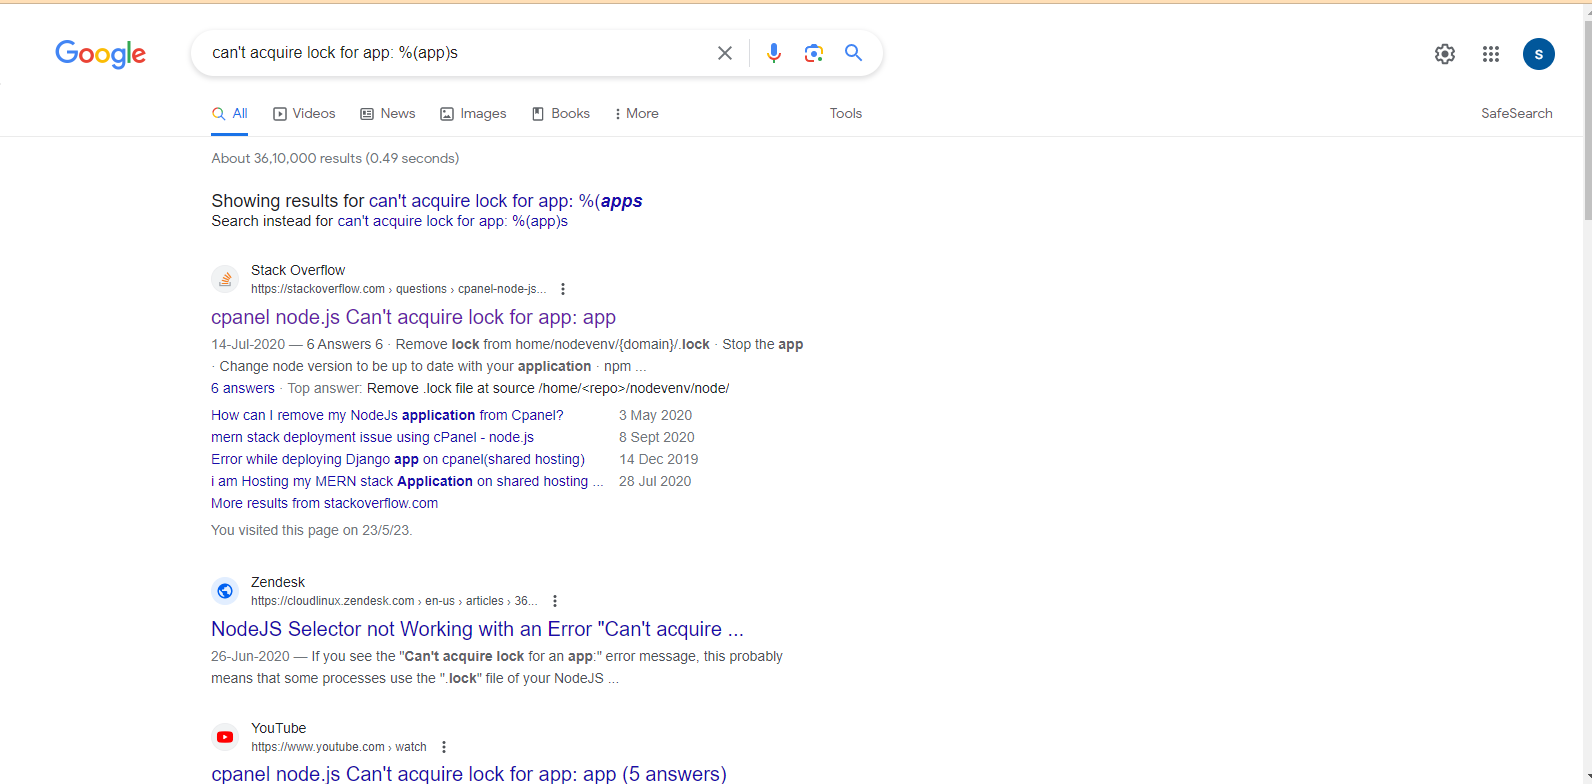 Google
can't acquire lock for app: %(app)s
S
All
Videos
News
Images
Books
More
Tools
SafeSearch
About 36,10,000 results (0.49 seconds)
Showing results for can't acquire lock for app: %(apps
Search instead for can't acquire lock for app: %(app)s
Stack Overflow
https://stackoverflow.com › questions › cpanel-node-js...
cpanel node.js Can't acquire lock for app: app
14-Jul-2020 — 6 Answers 6 · Remove lock from home/nodevenv/{domain}/.lock · Stop the app
· Change node version to be up to date with your application · npm ...
6 answers · Top answer: Remove .lock file at source /home/<repo>/nodevenv/node/
How can I remove my NodeJs application from Cpanel? 3 May 2020
mern stack deployment issue using cPanel - node.js 8 Sept 2020
Error while deploying Django app on cpanel(shared hosting) 14 Dec 2019
i am Hosting my MERN stack Application on shared hosting ... 28 Jul 2020
More results from stackoverflow.com
You visited this page on 23/5/23.
Zendesk
https://cloudlinux.zendesk.com › en-us › articles › 36...
NodeJS Selector not Working with an Error "Can't acquire ...
26-Jun-2020 — If you see the "Can't acquire lock for an app:" error message, this probably
means that some processes use the ".lock" file of your NodeJS ...
YouTube
https://www.youtube.com › watch
cpanel node.js Can't acquire lock for app: app (5 answers)